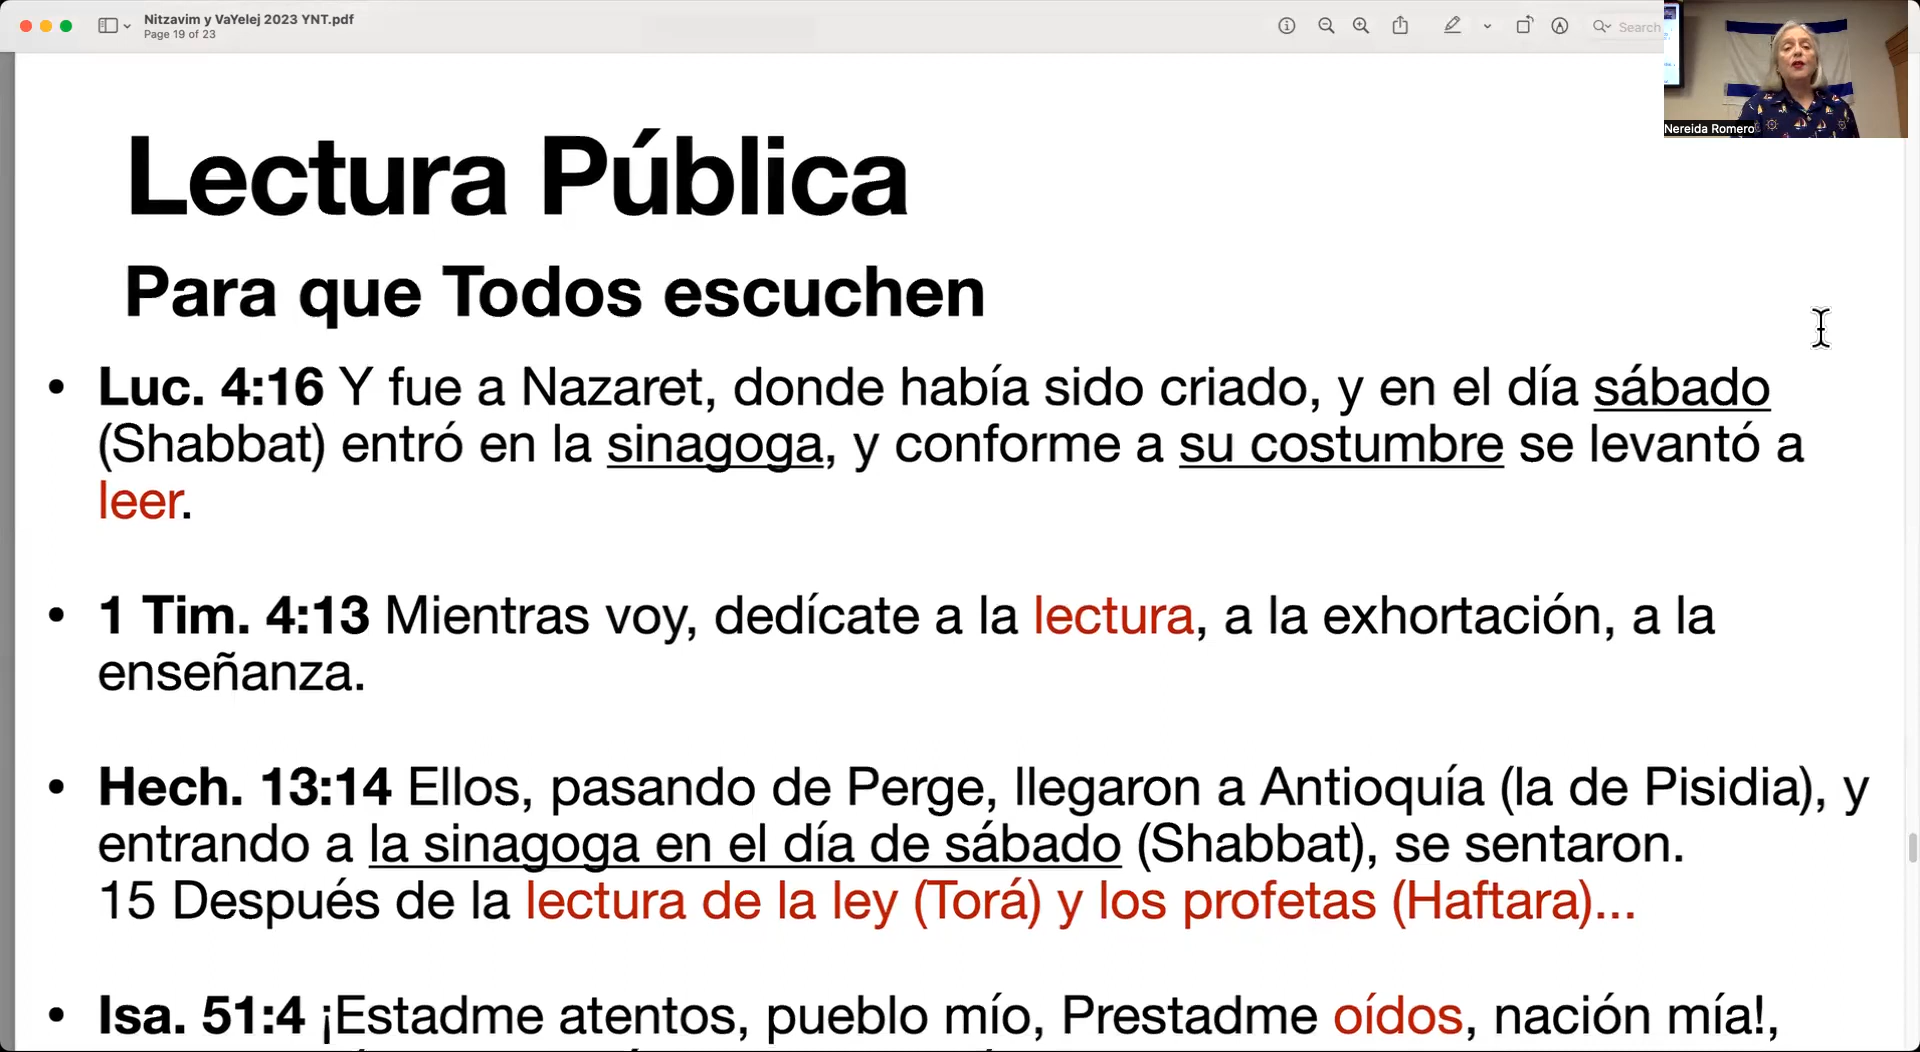 Nitzavim y VaYelej 2023 YNT.pdf
Page 19 of 23
Search
Nereida Romero
Lectura Pública
Para que Todos escuchen
• Luc. 4:16 Y fue a Nazaret, donde había sido criado, y en el día sábado
(Shabbat) entró en la sinagoga, y conforme a su costumbre se levantó a
leer.
• 1 Tim. 4:13 Mientras voy, dedícate a la lectura, a la exhortación, a la
enseñanza.
• Hech. 13:14 Ellos, pasando de Perge, llegaron a Antioquía (la de Pisidia), y
entrando a la sinagoga en el día de sábado (Shabbat), se sentaron.
15 Después de la lectura de la ley (Torá) y los profetas (Haftara)...
• Isa. 51:4 ¡Estadme atentos, pueblo mío, Prestadme oídos, nación mía!,